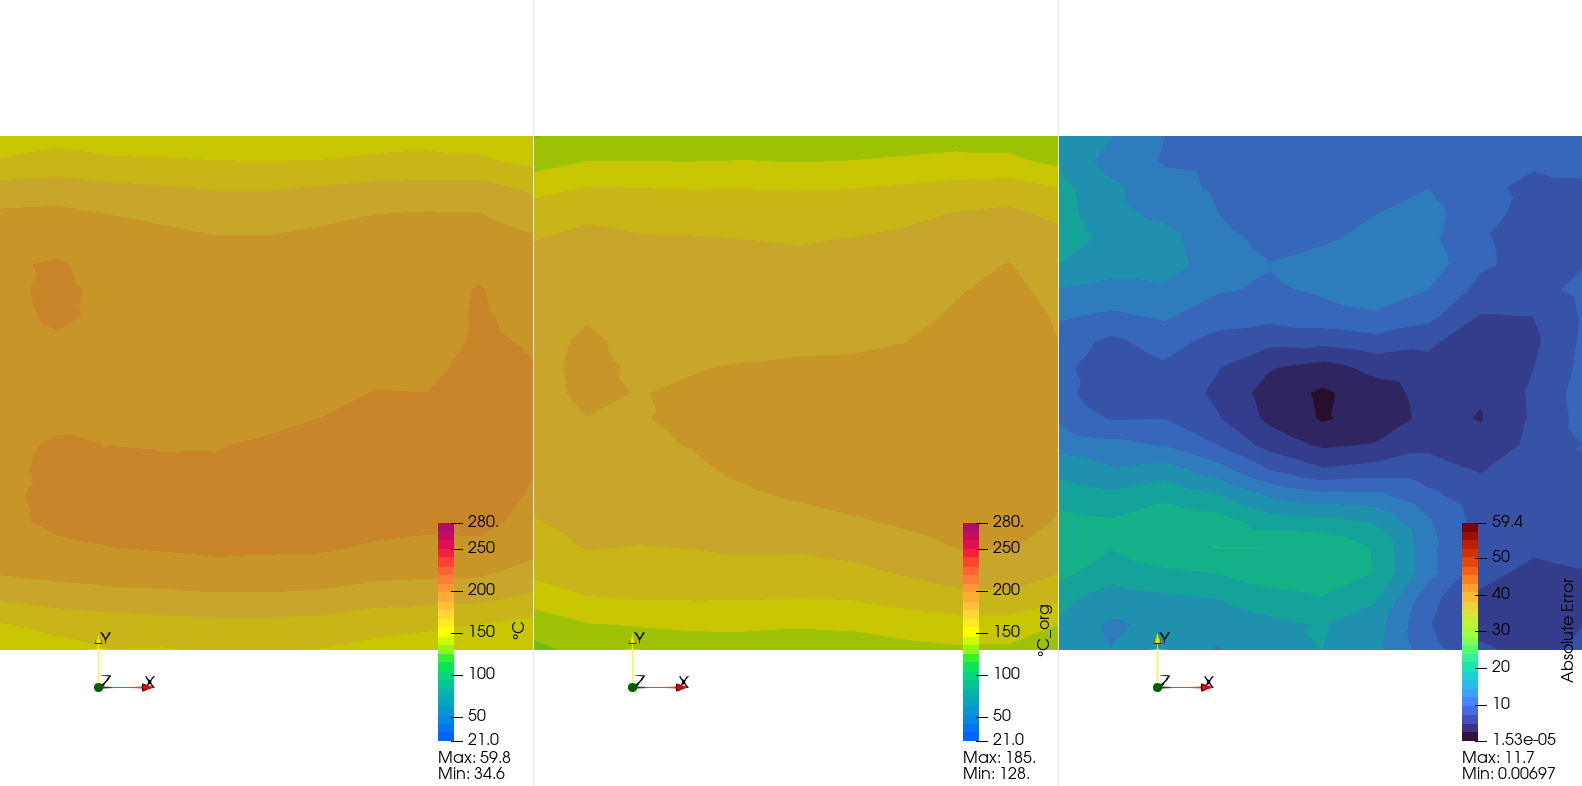 280.
250
200
150
100
50
21.0
°C
Max: 59.8
Min: 34.6
Y
Z
X
280.
250
200
150
100
50
21.0
°C_org
Max: 185.
Min: 128.
Y
Z
X
59.4
50
40
30
20
10
1.53e-05
Absolute Error
Max: 11.7
Min: 0.00697
Y
Z
X